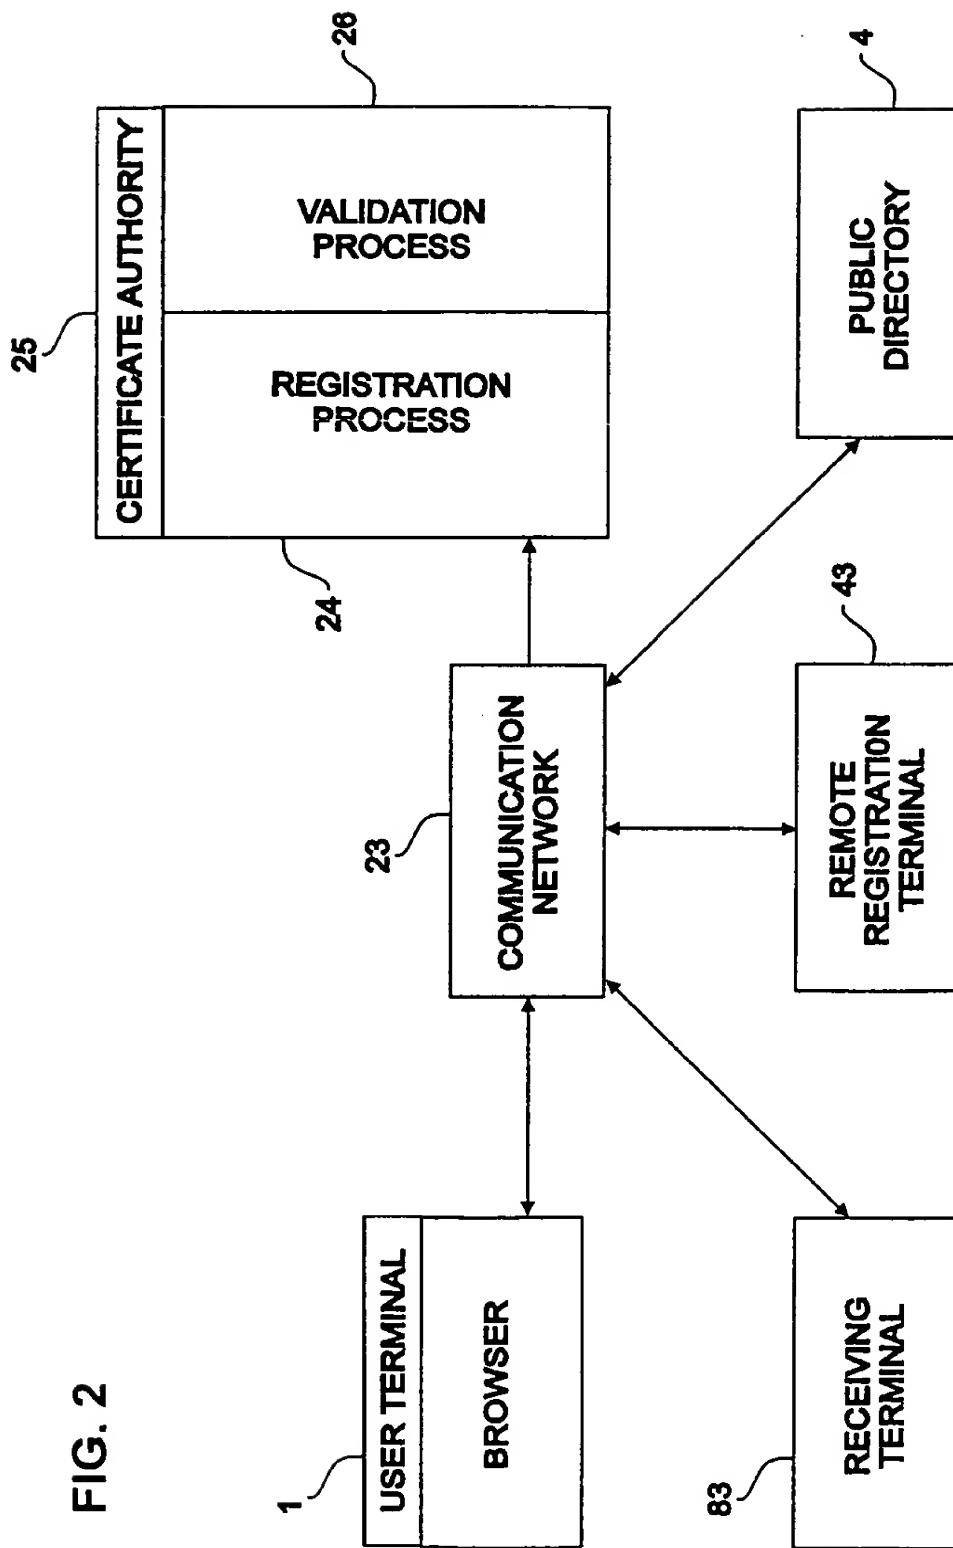 FIG. 2
1
USER TERMINAL
BROWSER
23
COMMUNICATION
NETWORK
25
CERTIFICATE AUTHORITY
24
REGISTRATION
PROCESS
VALIDATION
PROCESS
26
83
RECEIVING
TERMINAL
REMOTE
REGISTRATION
TERMINAL
43
PUBLIC
DIRECTORY
4